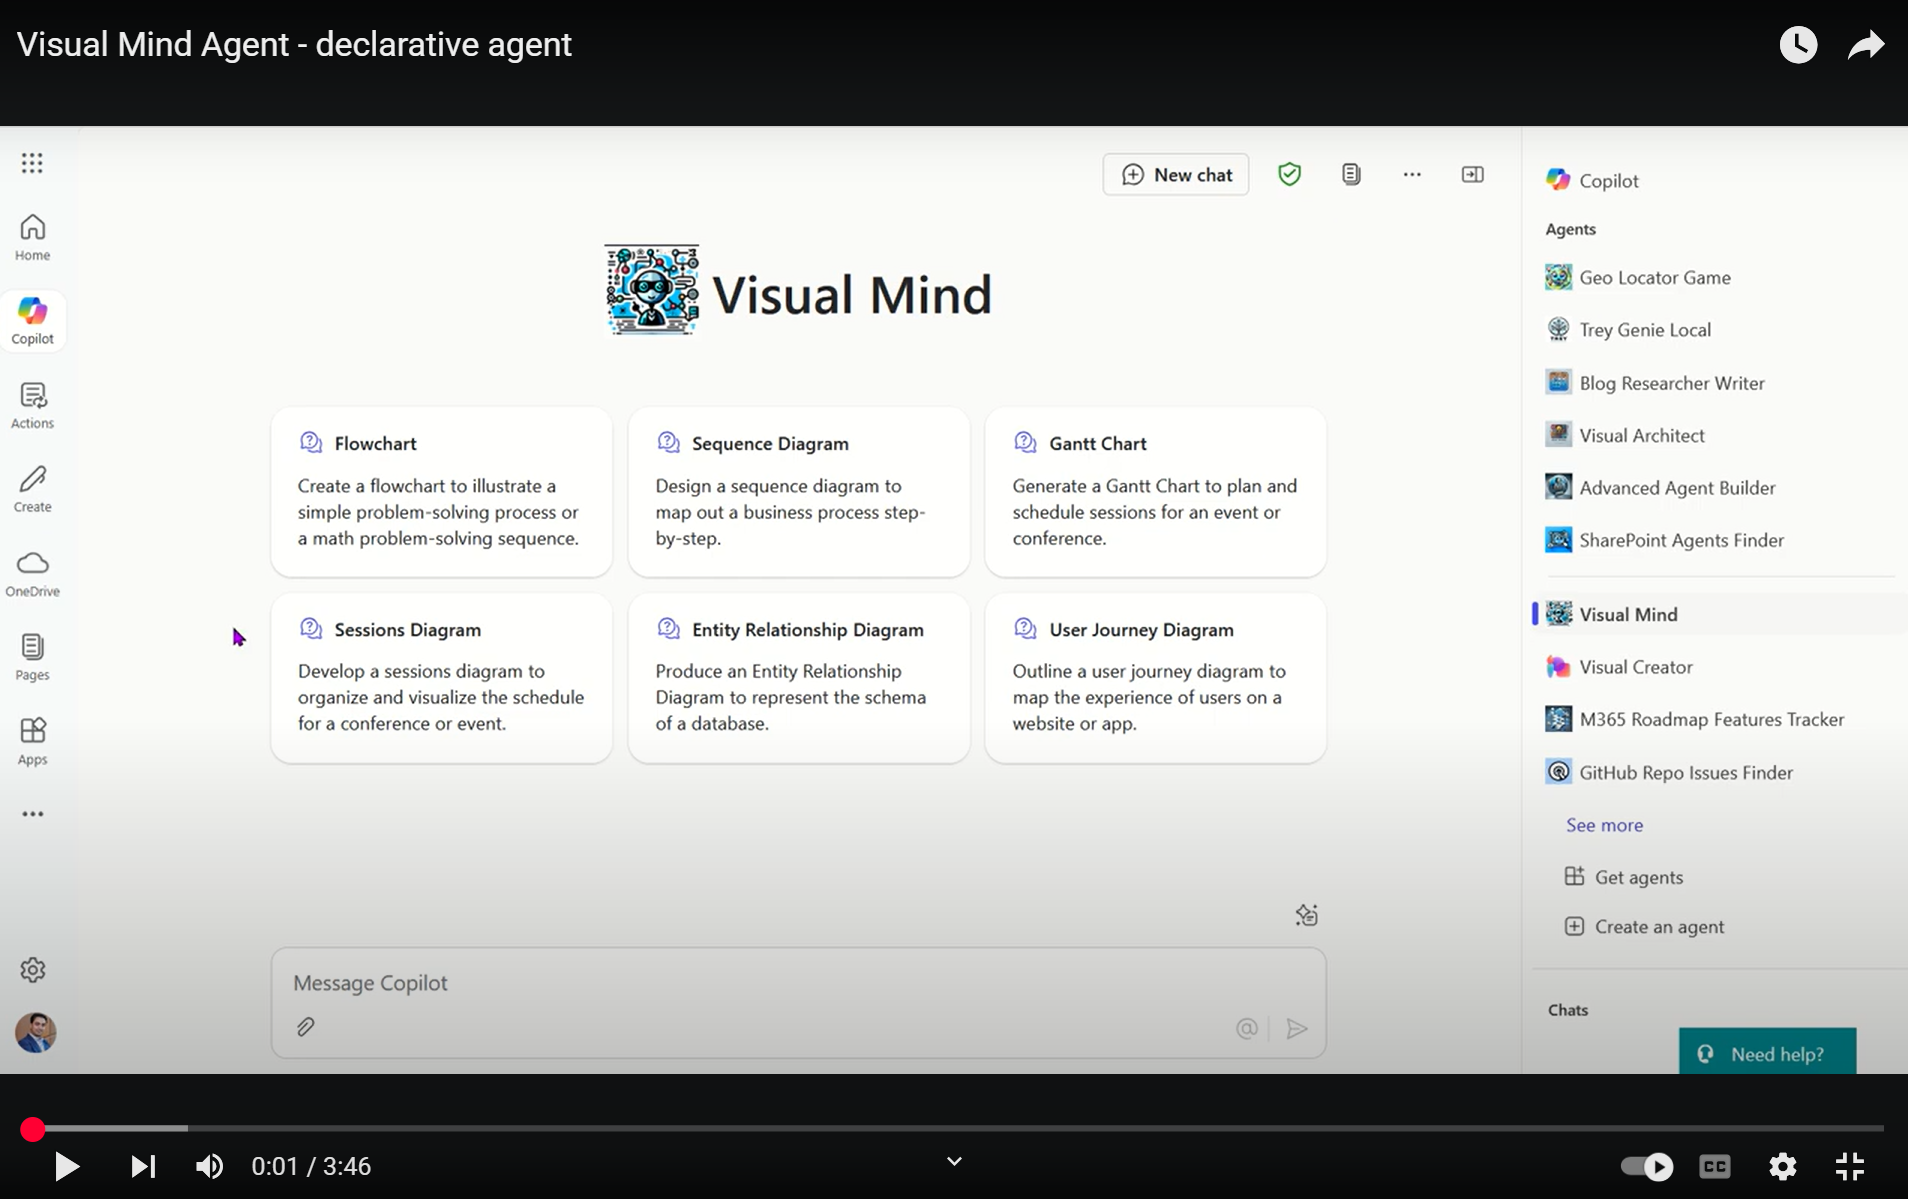 Visual Mind Agent - declarative agent
Home
Copilot
Actions
Create
OneDrive
Pages
Apps
New chat
Visual Mind
Flowchart
Create a flowchart to illustrate a
simple problem-solving process or
a math problem-solving sequence.
Sequence Diagram
Design a sequence diagram to
map out a business process step-
by-step.
Gantt Chart
Generate a Gantt Chart to plan and
schedule sessions for an event or
conference.
Sessions Diagram
Develop a sessions diagram to
organize and visualize the schedule
for a conference or event.
Entity Relationship Diagram
Produce an Entity Relationship
Diagram to represent the schema
of a database.
User Journey Diagram
Outline a user journey diagram to
map the experience of users on a
website or app.
Message Copilot
Copilot
Agents
Geo Locator Game
Trey Genie Local
Blog Researcher Writer
Visual Architect
Advanced Agent Builder
SharePoint Agents Finder
Visual Mind
Visual Creator
M365 Roadmap Features Tracker
GitHub Repo Issues Finder
See more
Get agents
Create an agent
Chats
Need help?
0:01 / 3:46
CC